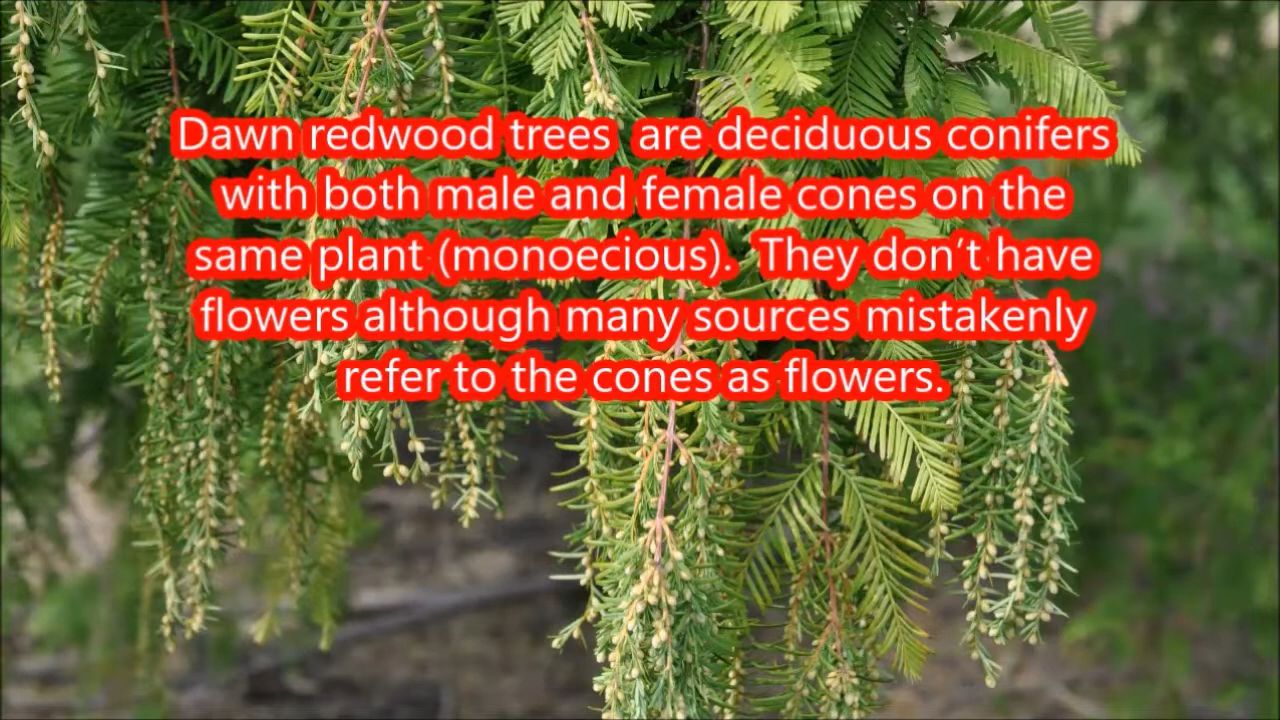 Dawn redwood trees  are deciduous conifers
with both male and female cones on the
same plant (monoecious).  They don’t have
flowers although many sources mistakenly
refer to the cones as flowers.